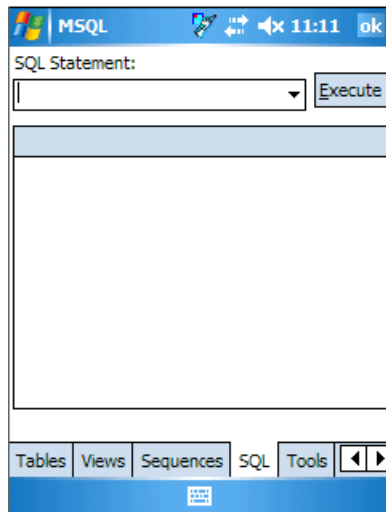 MSQL 11:11 ok
SQL Statement:
Execute
Tables Views Sequences SQL Tools